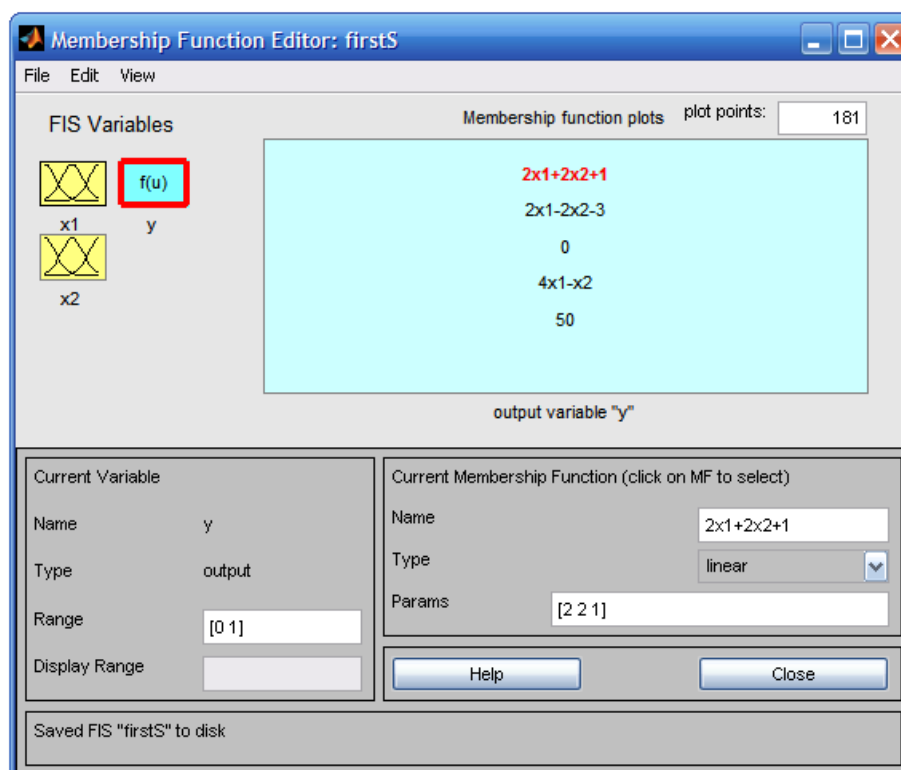 Membership Function Editor: firstS
File Edit View
FIS Variables
Membership function plots plot points: 181
f(u)
x1 y
x2
2x1+2x2+1
2x1-2x2-3
0
4x1-x2
50
output variable "y"
Current Variable
Name y
Type output
Range [0 1]
Display Range
Current Membership Function (click on MF to select)
Name 2x1+2x2+1
Type linear
Params [2 2 1]
Help Close
Saved FIS "firstS" to disk